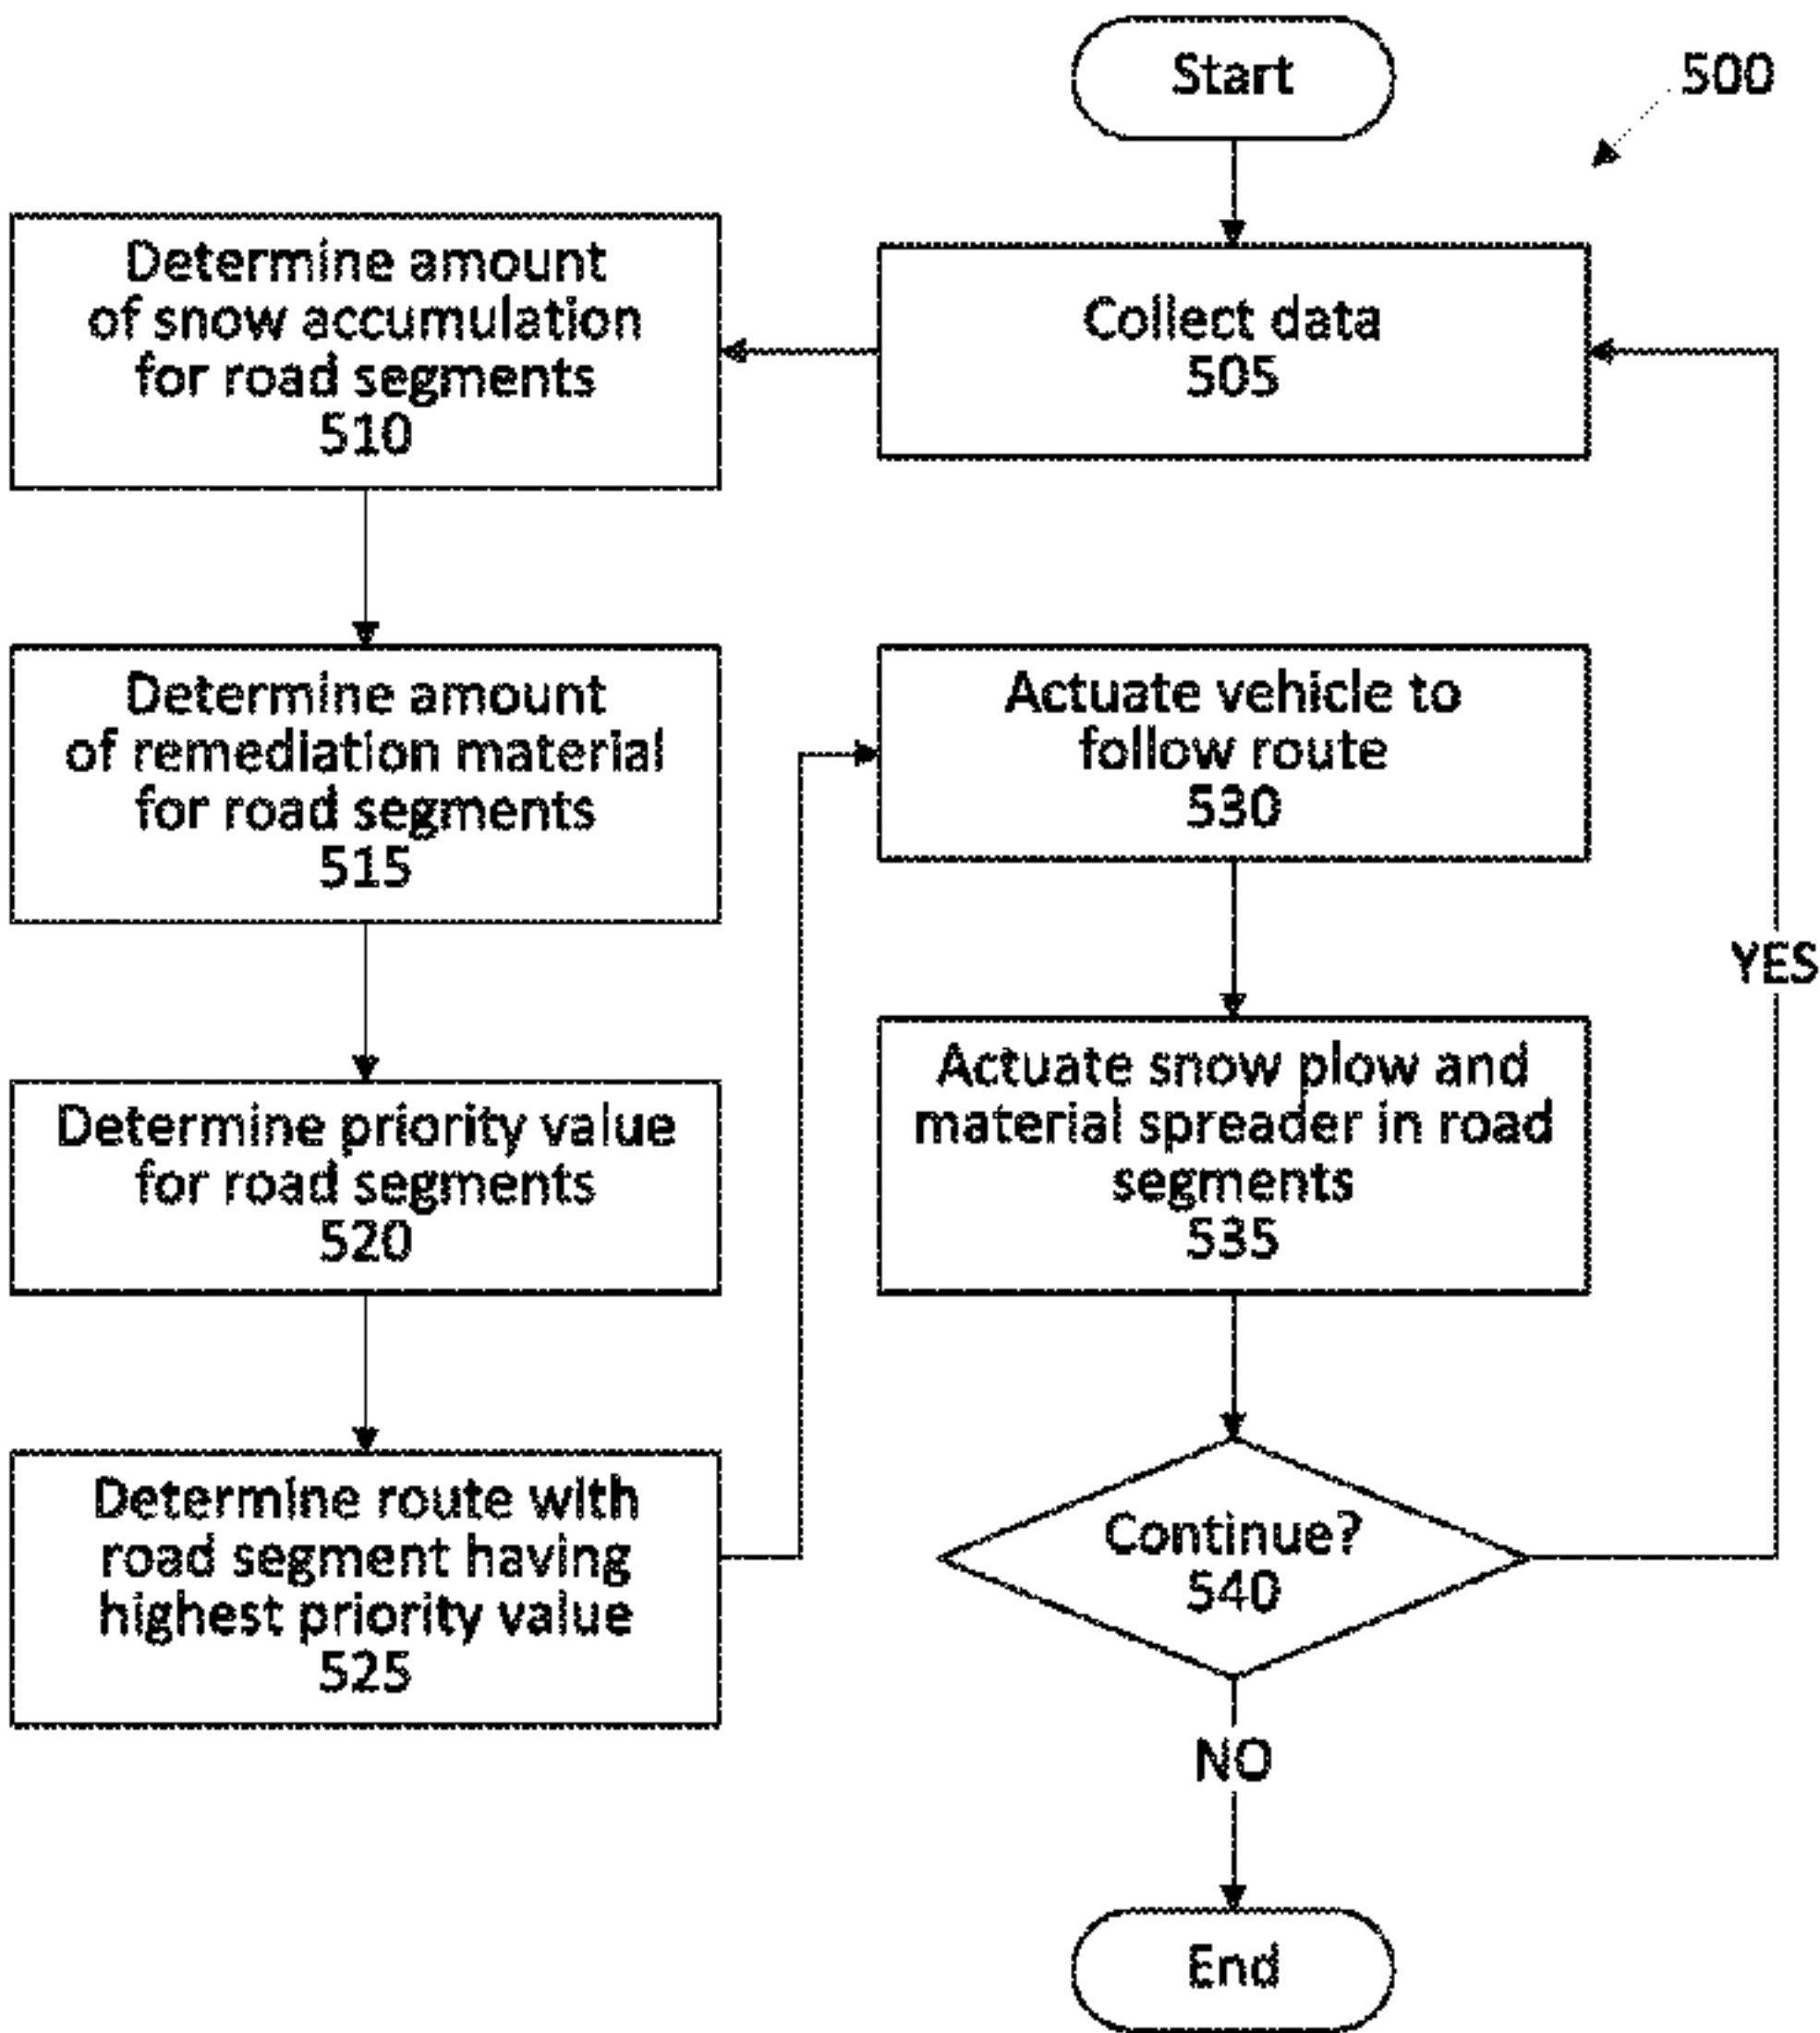 Start
500
Collect data
505
Determine amount
of snow accumulation
for road segments
510
Determine amount
of remediation material
for road segments
515
Determine priority value
for road segments
520
Determine route with
road segment having
highest priority value
525
Actuate vehicle to
follow route
530
Actuate snow plow and
material spreader in road
segments
535
Continue?
540
YES
NO
End